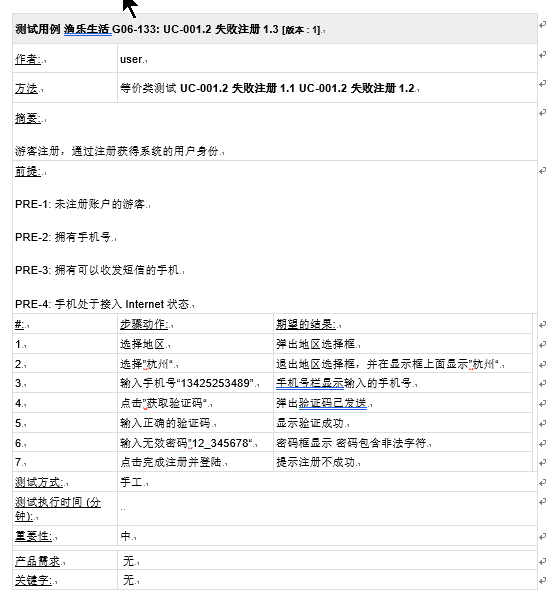 测试用例 渔乐生活G06-133: UC-001.2 失败注册 1.3 [版本 : 1]
作者: user
方法 等价类测试 UC-001.2 失败注册 1.1 UC-001.2 失败注册 1.2
摘要:
游客注册，通过注册获得系统的用户身份
前提:
PRE-1: 未注册账户的游客
PRE-2: 拥有手机号
PRE-3: 拥有可以收发短信的手机
PRE-4: 手机处于接入 Internet 状态
#: 步骤动作: 期望的结果:
1 选择地区 弹出地区选择框
2 选择"杭州“ 退出地区选择框，并在显示框上面显示"杭州“
3 输入手机号“13425253489” 手机号栏显示输入的手机号
4 点击"获取验证码“ 弹出验证码已发送
5 输入正确的验证码 显示验证成功
6 输入无效密码"12_345678“ 密码框显示 密码包含非法字符
7 点击完成注册并登陆 提示注册不成功
测试方式: 手工
测试执行时间 (分
钟):
重要性: 中
产品需求 无
关键字: 无